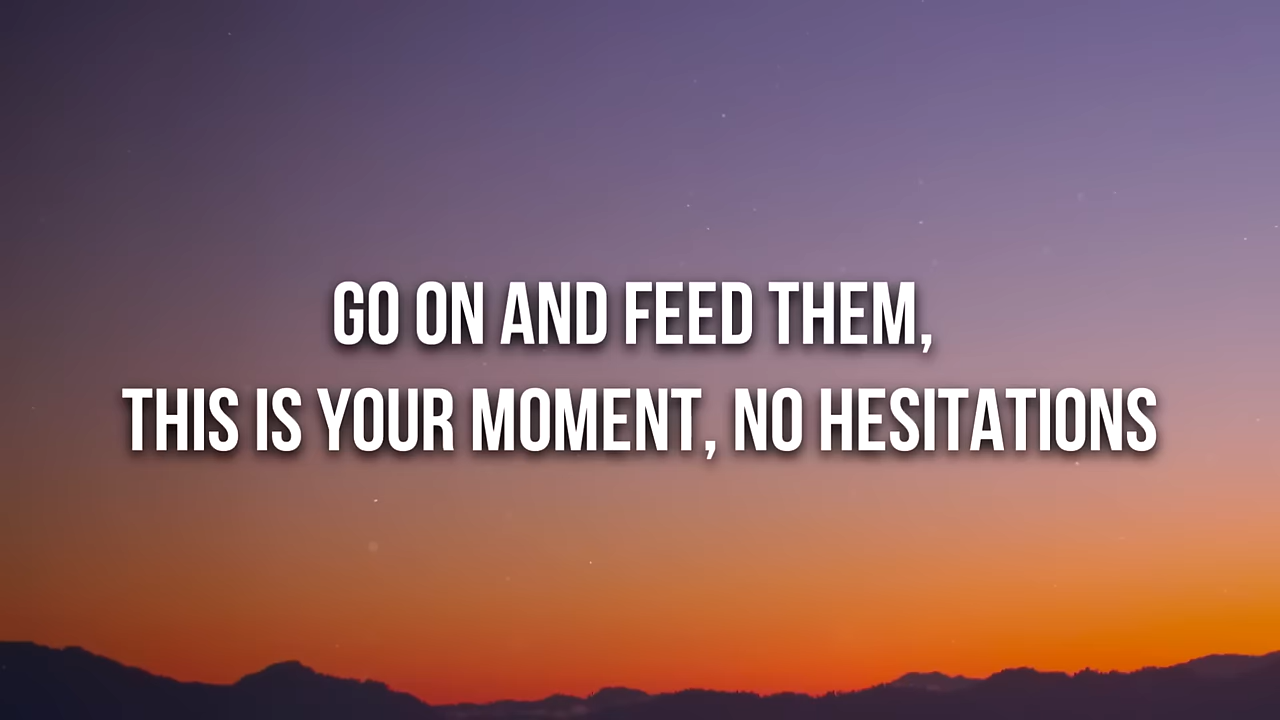 GO ON AND FEED THEM,
THIS IS YOUR MOMENT, NO HESITATIONS